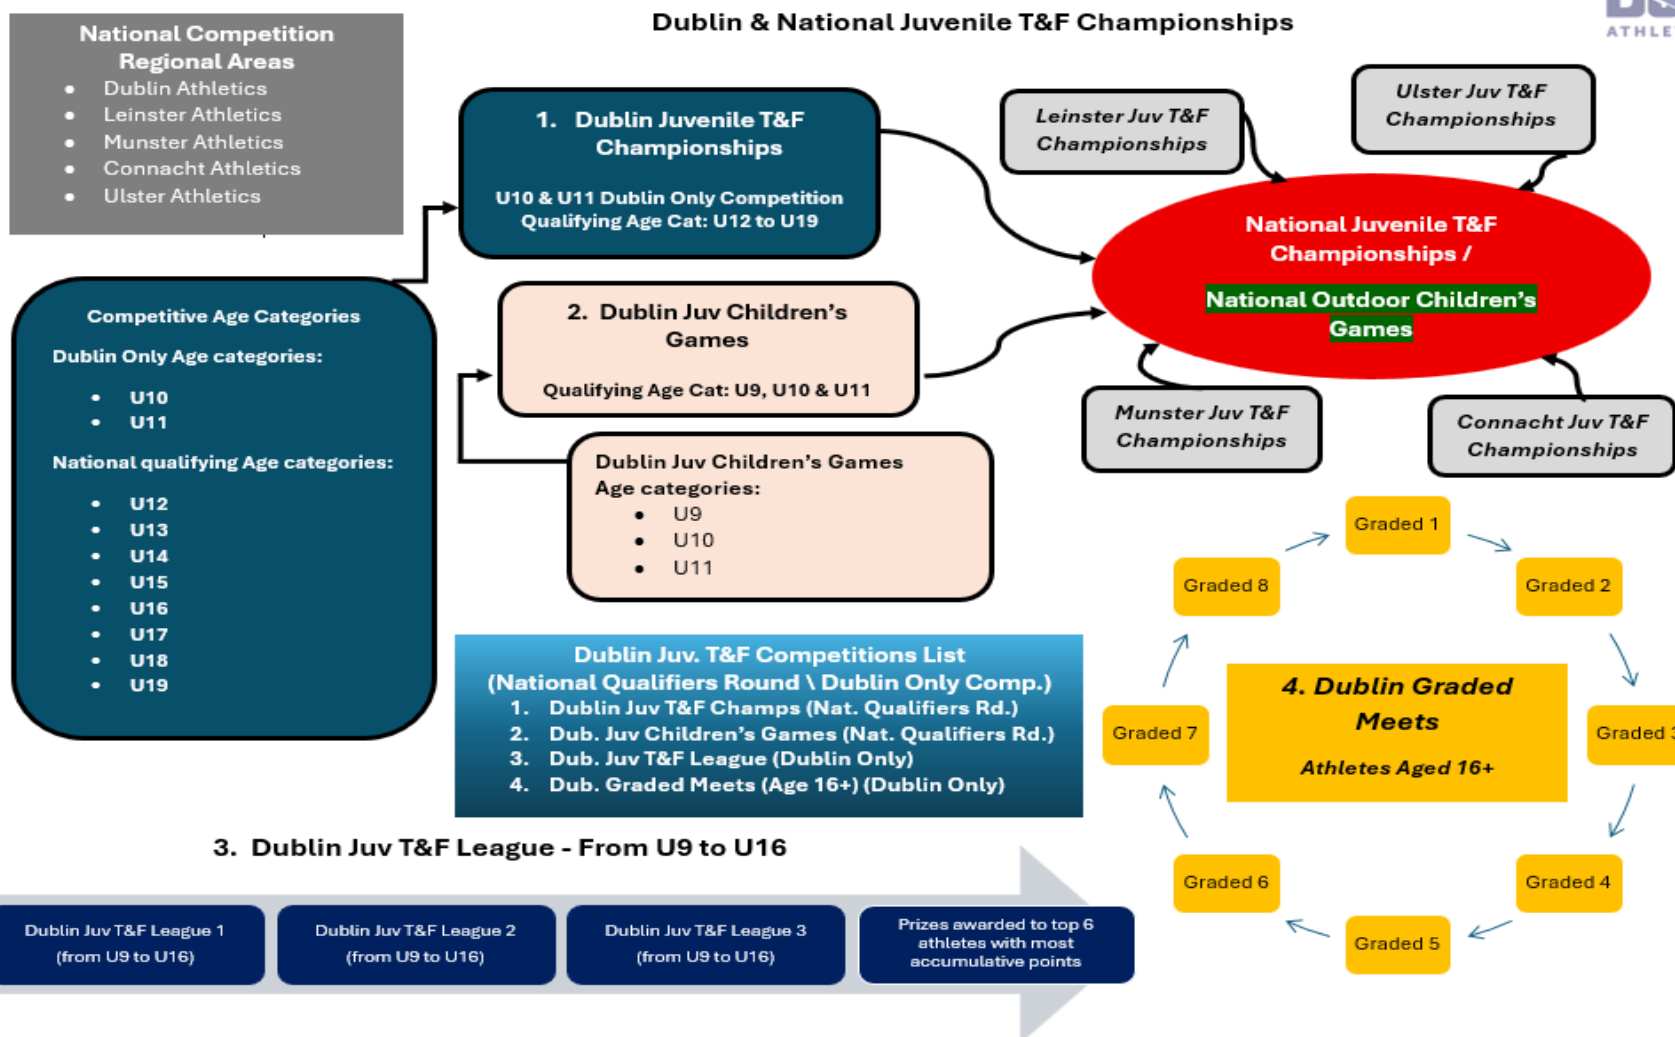 Dublin & National Juvenile T&F Championships
ATHLE
National Competition
Regional Areas
• Dublin Athletics
• Leinster Athletics
• Munster Athletics
• Connacht Athletics
• Ulster Athletics
1. Dublin Juvenile T&F
Championships
U10 & U11 Dublin Only Competition
Qualifying Age Cat: U12 to U19
Leinster Juv T&F
Championships
Ulster Juv T&F
Championships
National Juvenile T&F
Championships /
National Outdoor Children's
Games
Competitive Age Categories
Dublin Only Age categories:
• U10
• U11
National qualifying Age categories:
• U12
• U13
• U14
• U15
• U16
• U17
• U18
• U19
2. Dublin Juv Children's
Games
Qualifying Age Cat: U9, U10 & U11
Dublin Juv Children's Games
Age categories:
• U9
• U10
• U11
Munster Juv T&F
Championships
Connacht Juv T&F
Championships
Dublin Juv. T&F Competitions List
(National Qualifiers Round \ Dublin Only Comp.)
1. Dublin Juv T&F Champs (Nat. Qualifiers Rd.)
2. Dub. Juv Children's Games (Nat. Qualifiers Rd.)
3. Dub. Juv T&F League (Dublin Only)
4. Dub. Graded Meets (Age 16+) (Dublin Only)
Graded 1
Graded 2
Graded 3
Graded 4
Graded 5
Graded 6
Graded 7
Graded 8
4. Dublin Graded
Meets
Athletes Aged 16+
3. Dublin Juv T&F League - From U9 to U16
Dublin Juv T&F League 1
(from U9 to U16)
Dublin Juv T&F League 2
(from U9 to U16)
Dublin Juv T&F League 3
(from U9 to U16)
Prizes awarded to top 6
athletes with most
accumulative points